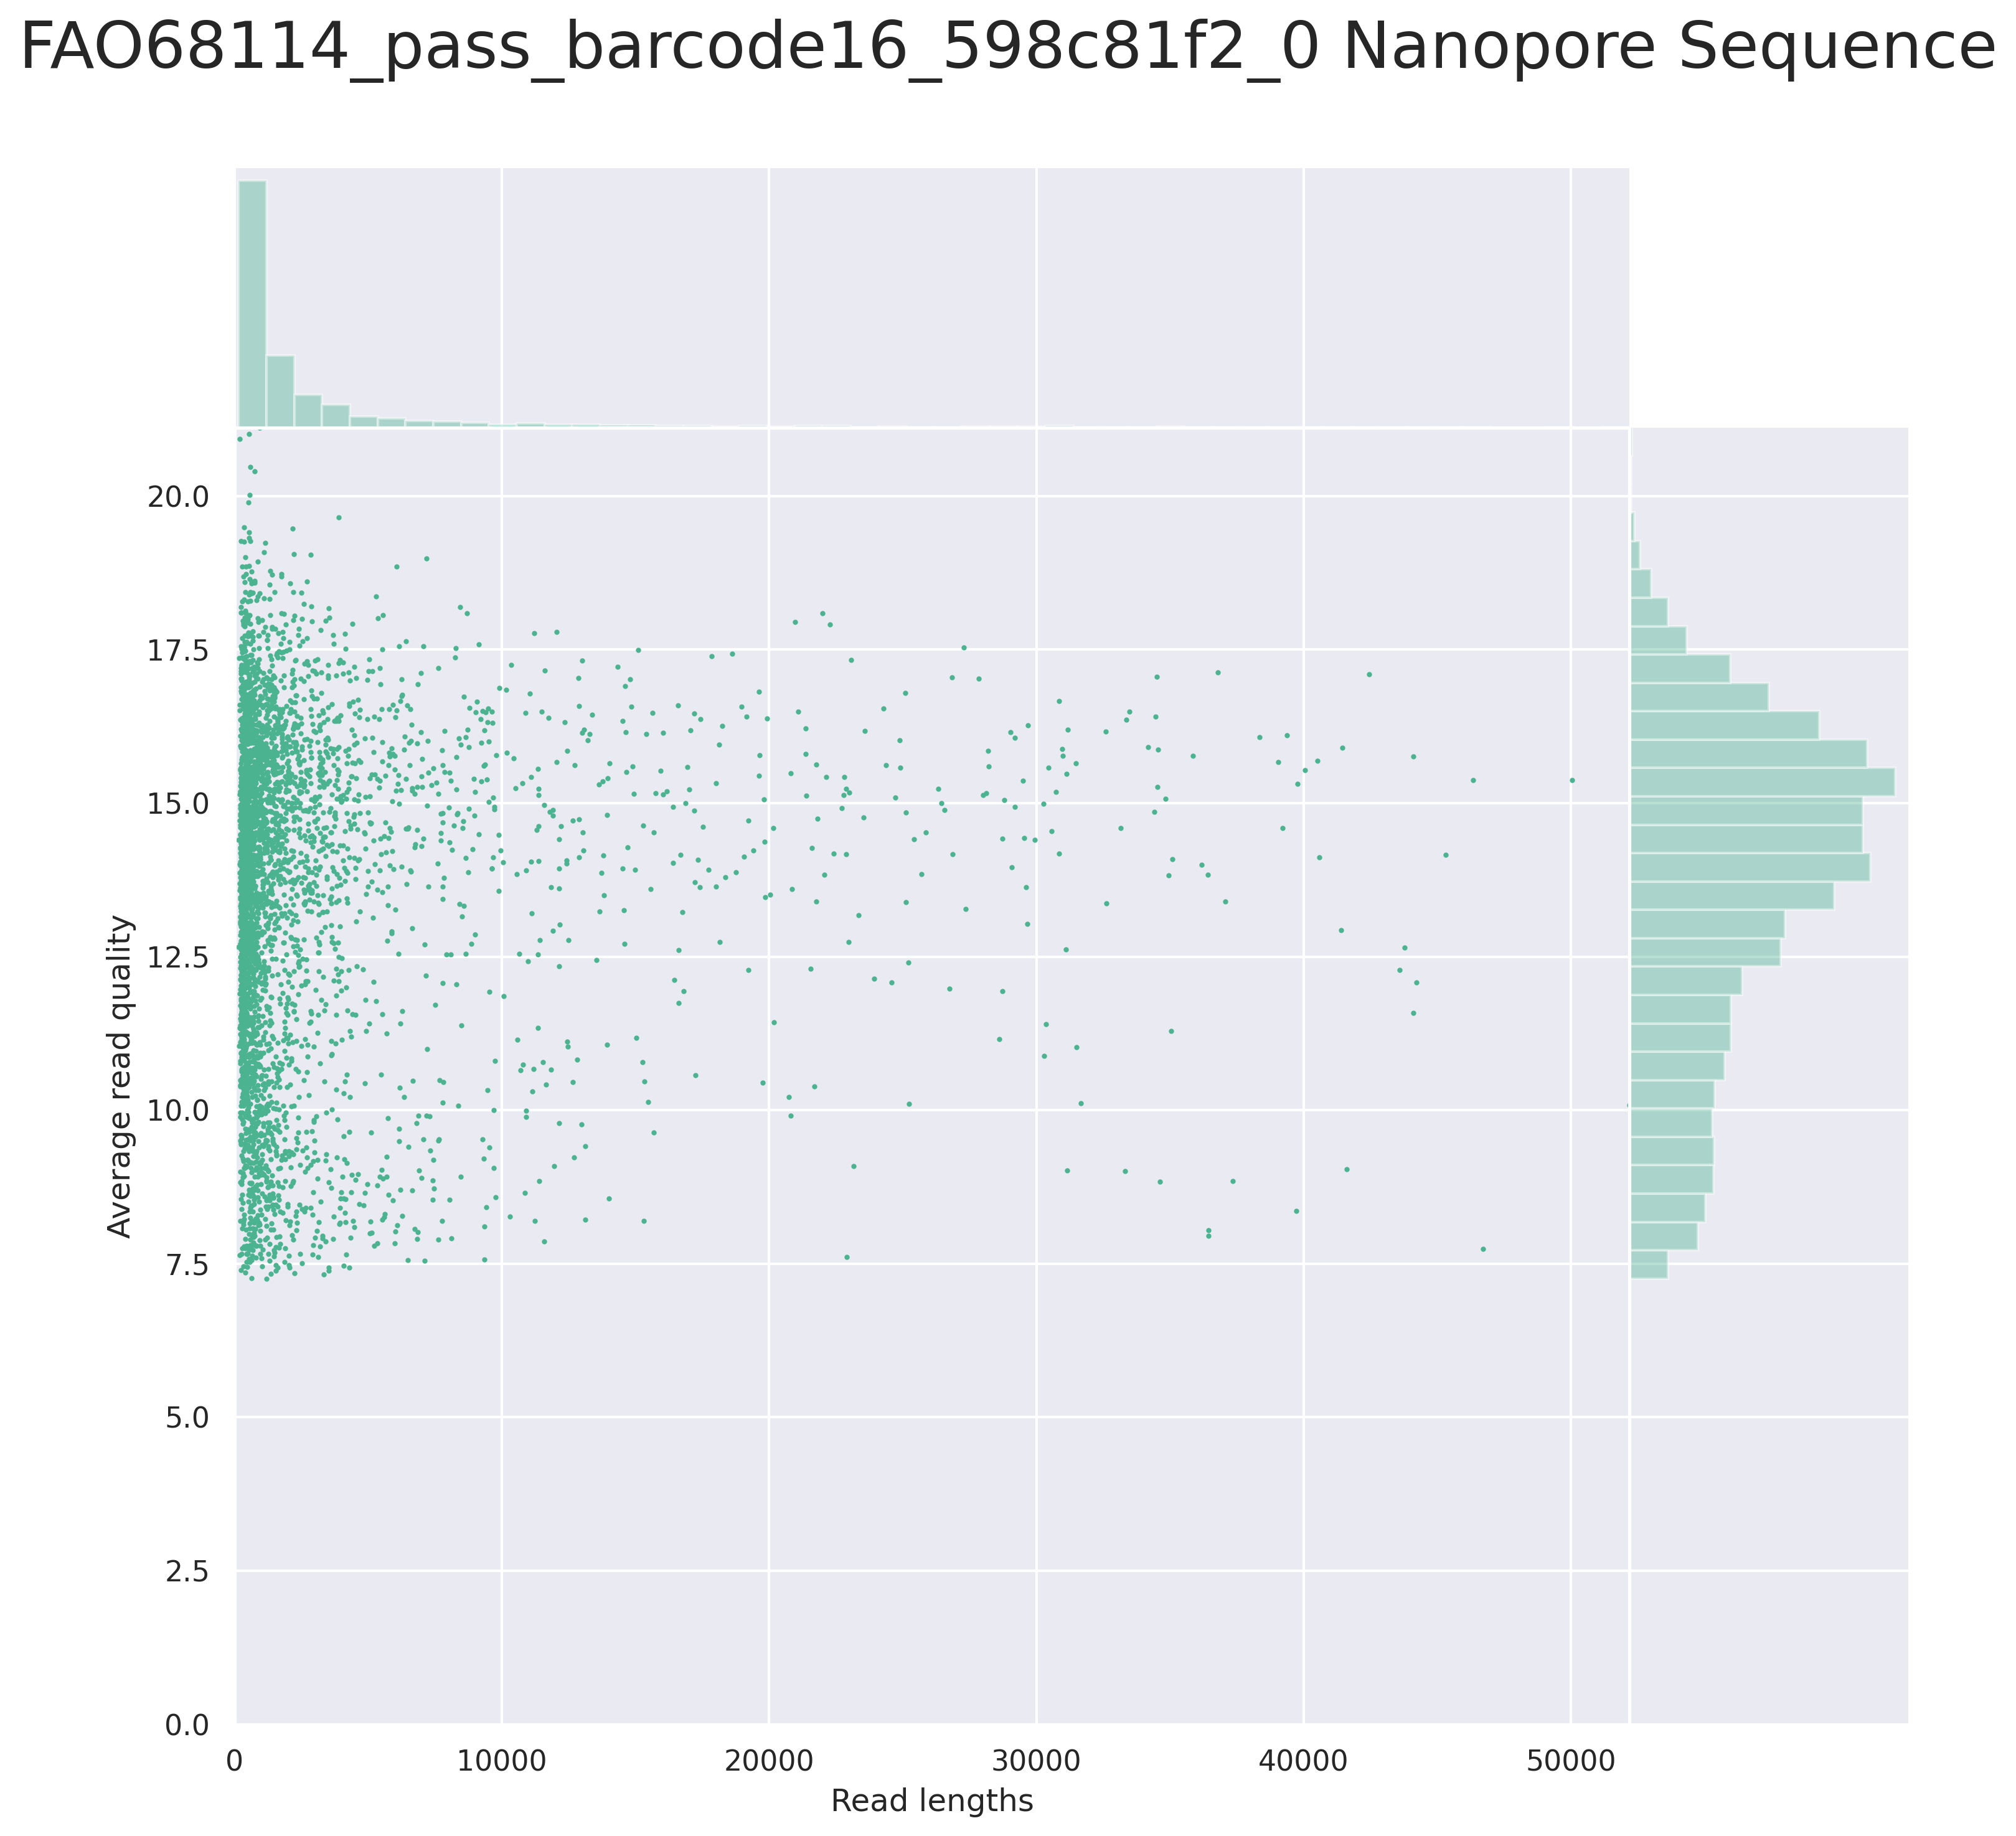 FAO68114_pass_barcode16_598c81f2_0 Nanopore Sequence
20.0
17.5
15.0
12.5
10.0
7.5
5.0
2.5
0.0
Average read quality
0 10000 20000 30000 40000 50000
Read lengths